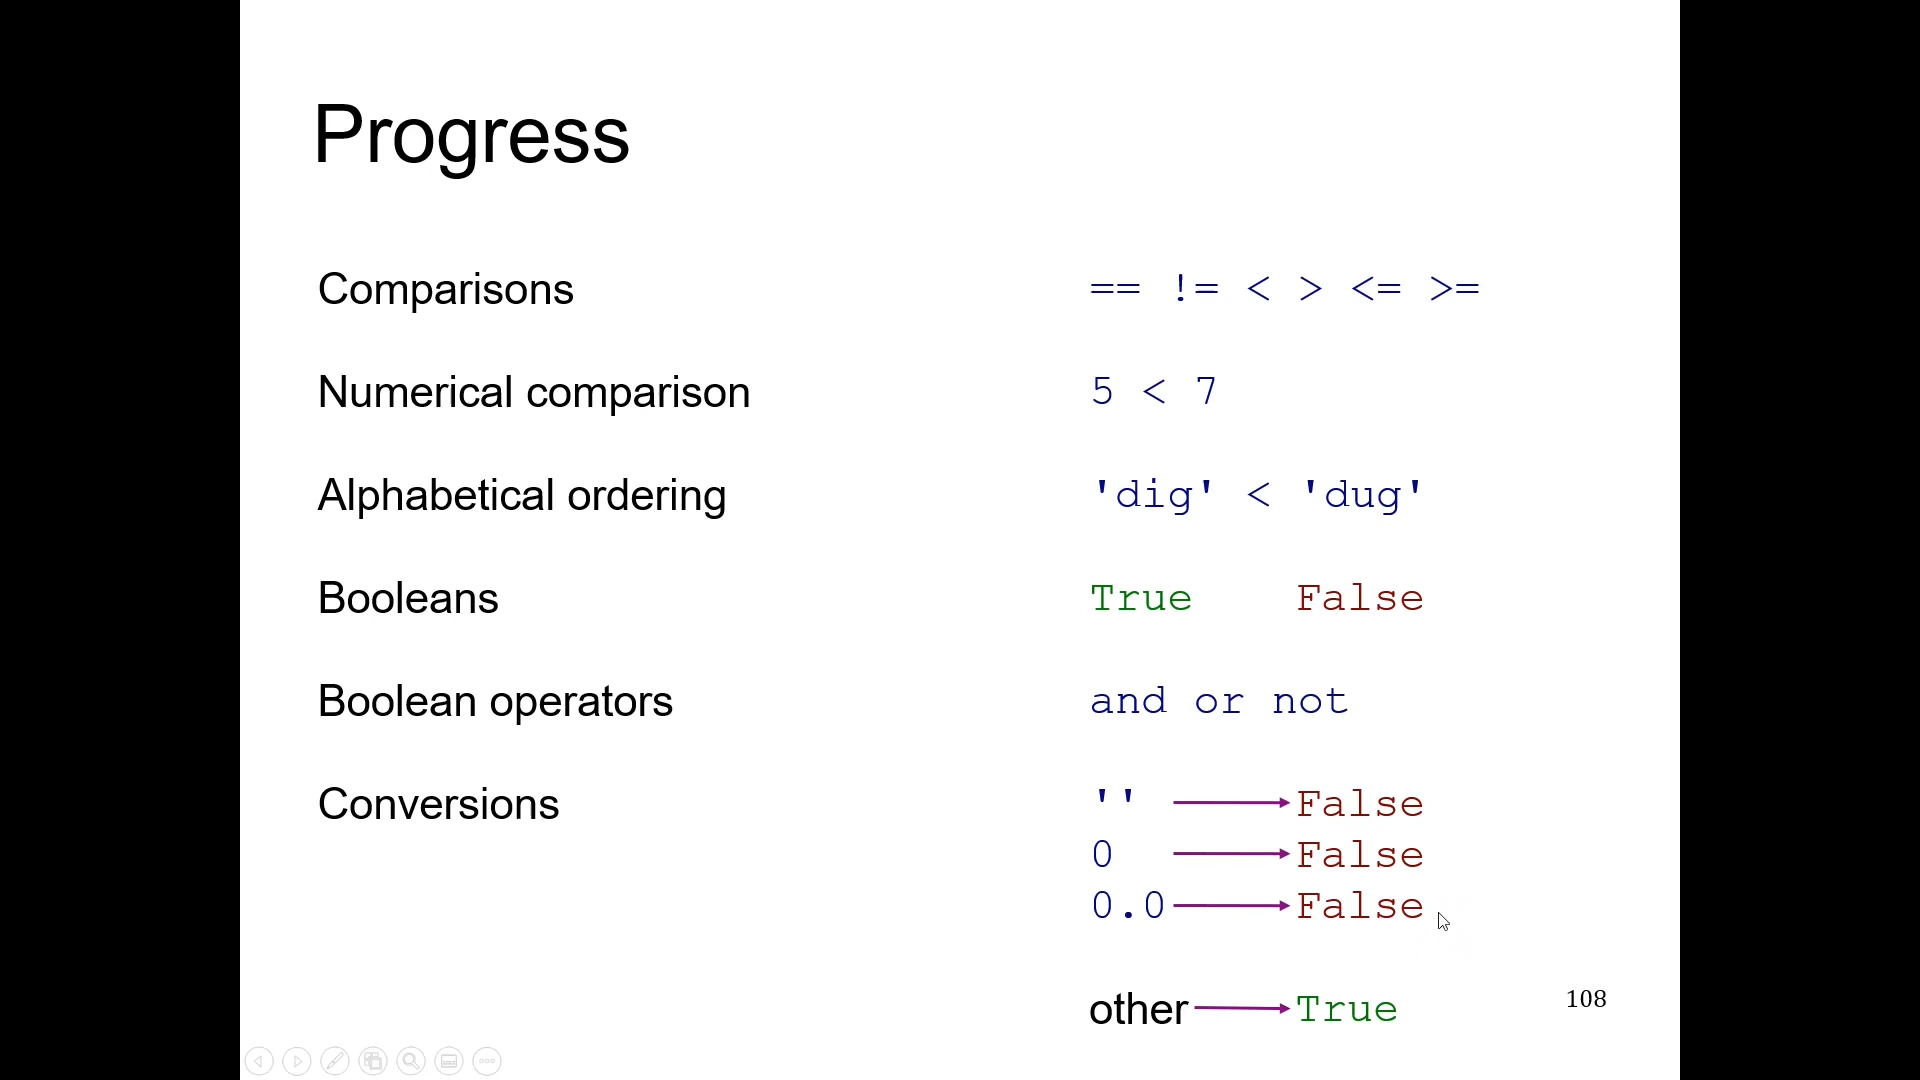 Progress
Comparisons == != < > <= >=
Numerical comparison 5 < 7
Alphabetical ordering 'dig' < 'dug'
Booleans True False
Boolean operators and or not
Conversions '' False
0 False
0.0 False
other True
108